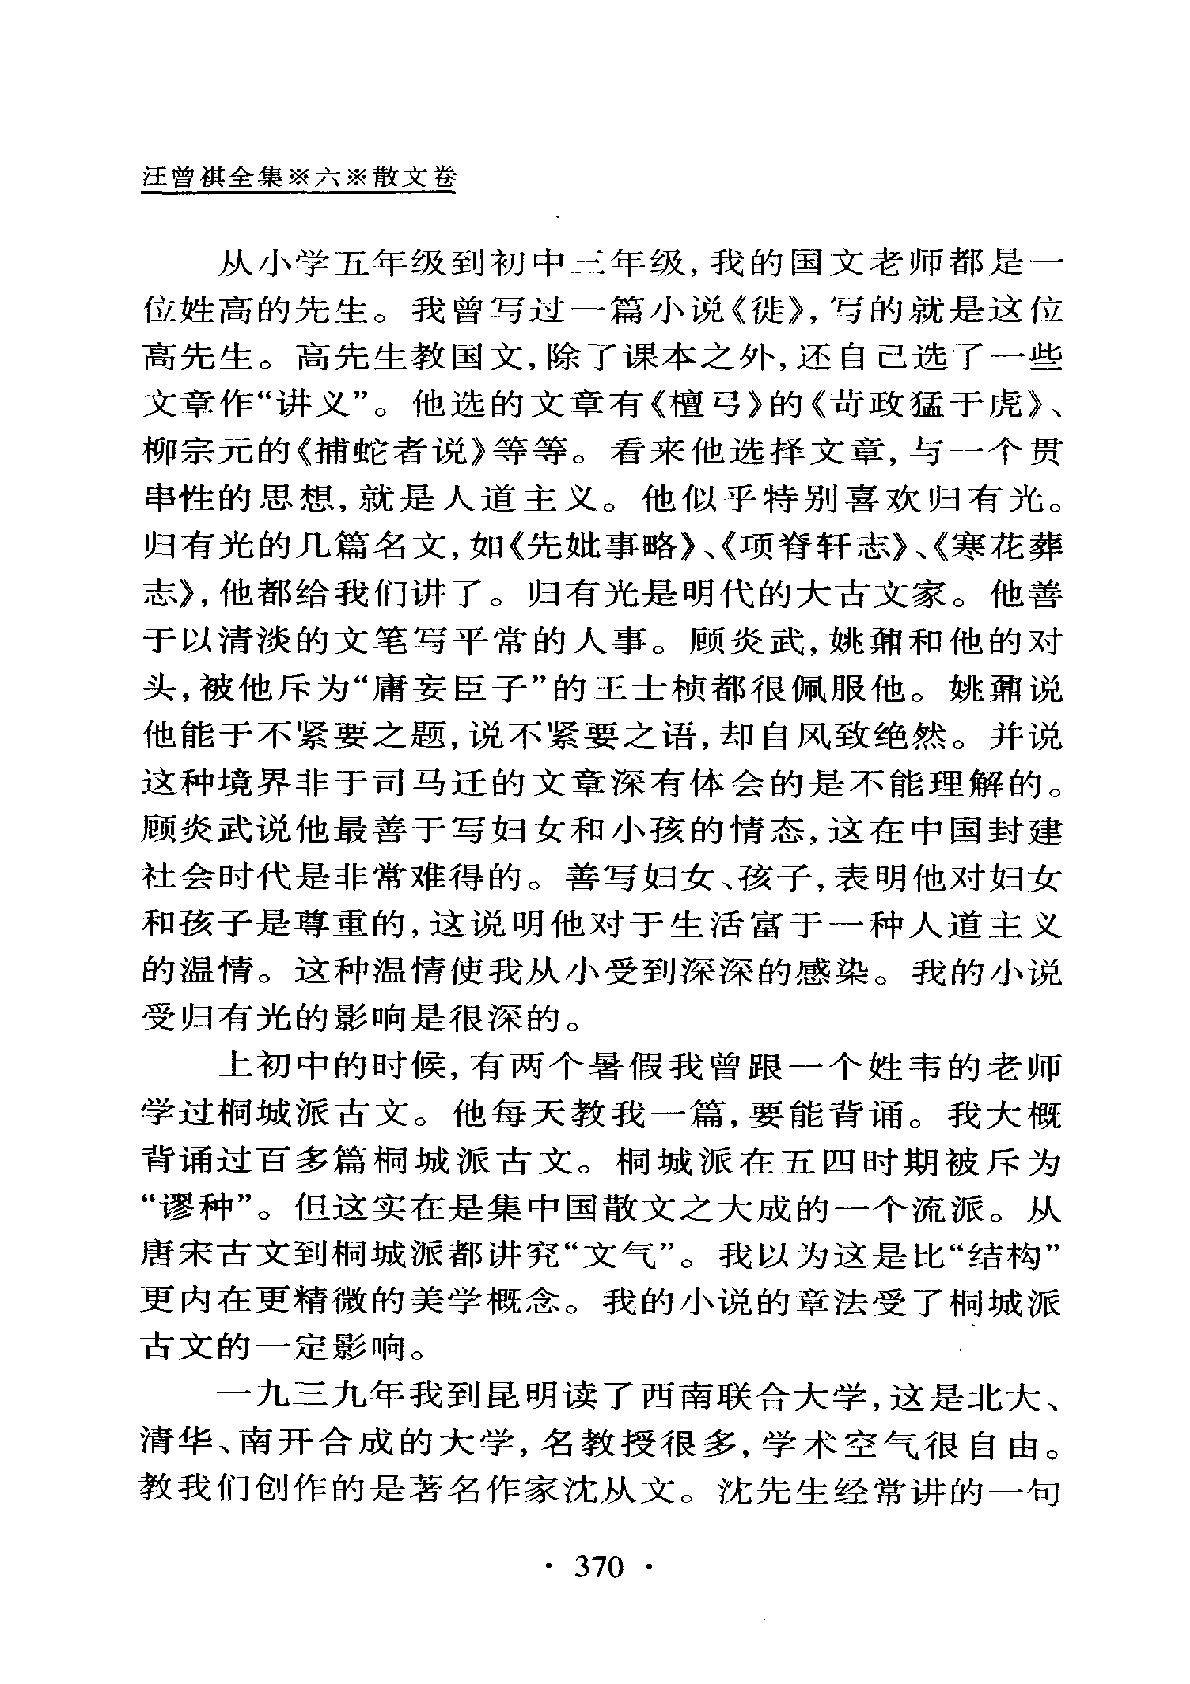 汪曾祺全集※六※散文卷
从小学五年级到初中三年级,我的国文老师都是一
位姓高的先生。我曾写过一篇小说《徙》,写的就是这位
高先生。高先生教国文,除了课本之外,还自己选了一些
文章作“讲义”。他选的文章有《檀弓》的《苛政猛于虎》、
柳宗元的《捕蛇者说》等等。看来他选择文章,与一个贯
串性的思想,就是人道主义。他似乎特别喜欢归有光。
归有光的几篇名文,如《先妣事略》、《项脊轩志》、《寒花葬
志》,他都给我们讲了。归有光是明代的大古文家。他善
于以清淡的文笔写平常的人事。顾炎武,姚鼐和他的对
头,被他斥为“庸妄臣子”的王士桢都很佩服他。姚鼐说
他能于不紧要之题,说不紧要之语,却自风致绝然。并说
这种境界非于司马迁的文章深有体会的是不能理解的。
顾炎武说他最善于写妇女和小孩的情态,这在中国封建
社会时代是非常难得的。善写妇女、孩子,表明他对妇女
和孩子是尊重的,这说明他对于生活富于一种人道主义
的温情。这种温情使我从小受到深深的感染。我的小说
受归有光的影响是很深的。
上初中的时候,有两个暑假我曾跟一个姓韦的老师
学过桐城派古文。他每天教我一篇,要能背诵。我大概
背诵过百多篇桐城派古文。桐城派在五四时期被斥为
“谬种”。但这实在是集中国散文之大成的一个流派。从
唐宋古文到桐城派都讲究“文气”。我以为这是比“结构”
更内在更精微的美学概念。我的小说的章法受了桐城派
古文的一定影响。
一九三九年我到昆明读了西南联合大学,这是北大、
清华、南开合成的大学,名教授很多,学术空气很自由。
教我们创作的是著名作家沈从文。沈先生经常讲的一句
· 370 ·